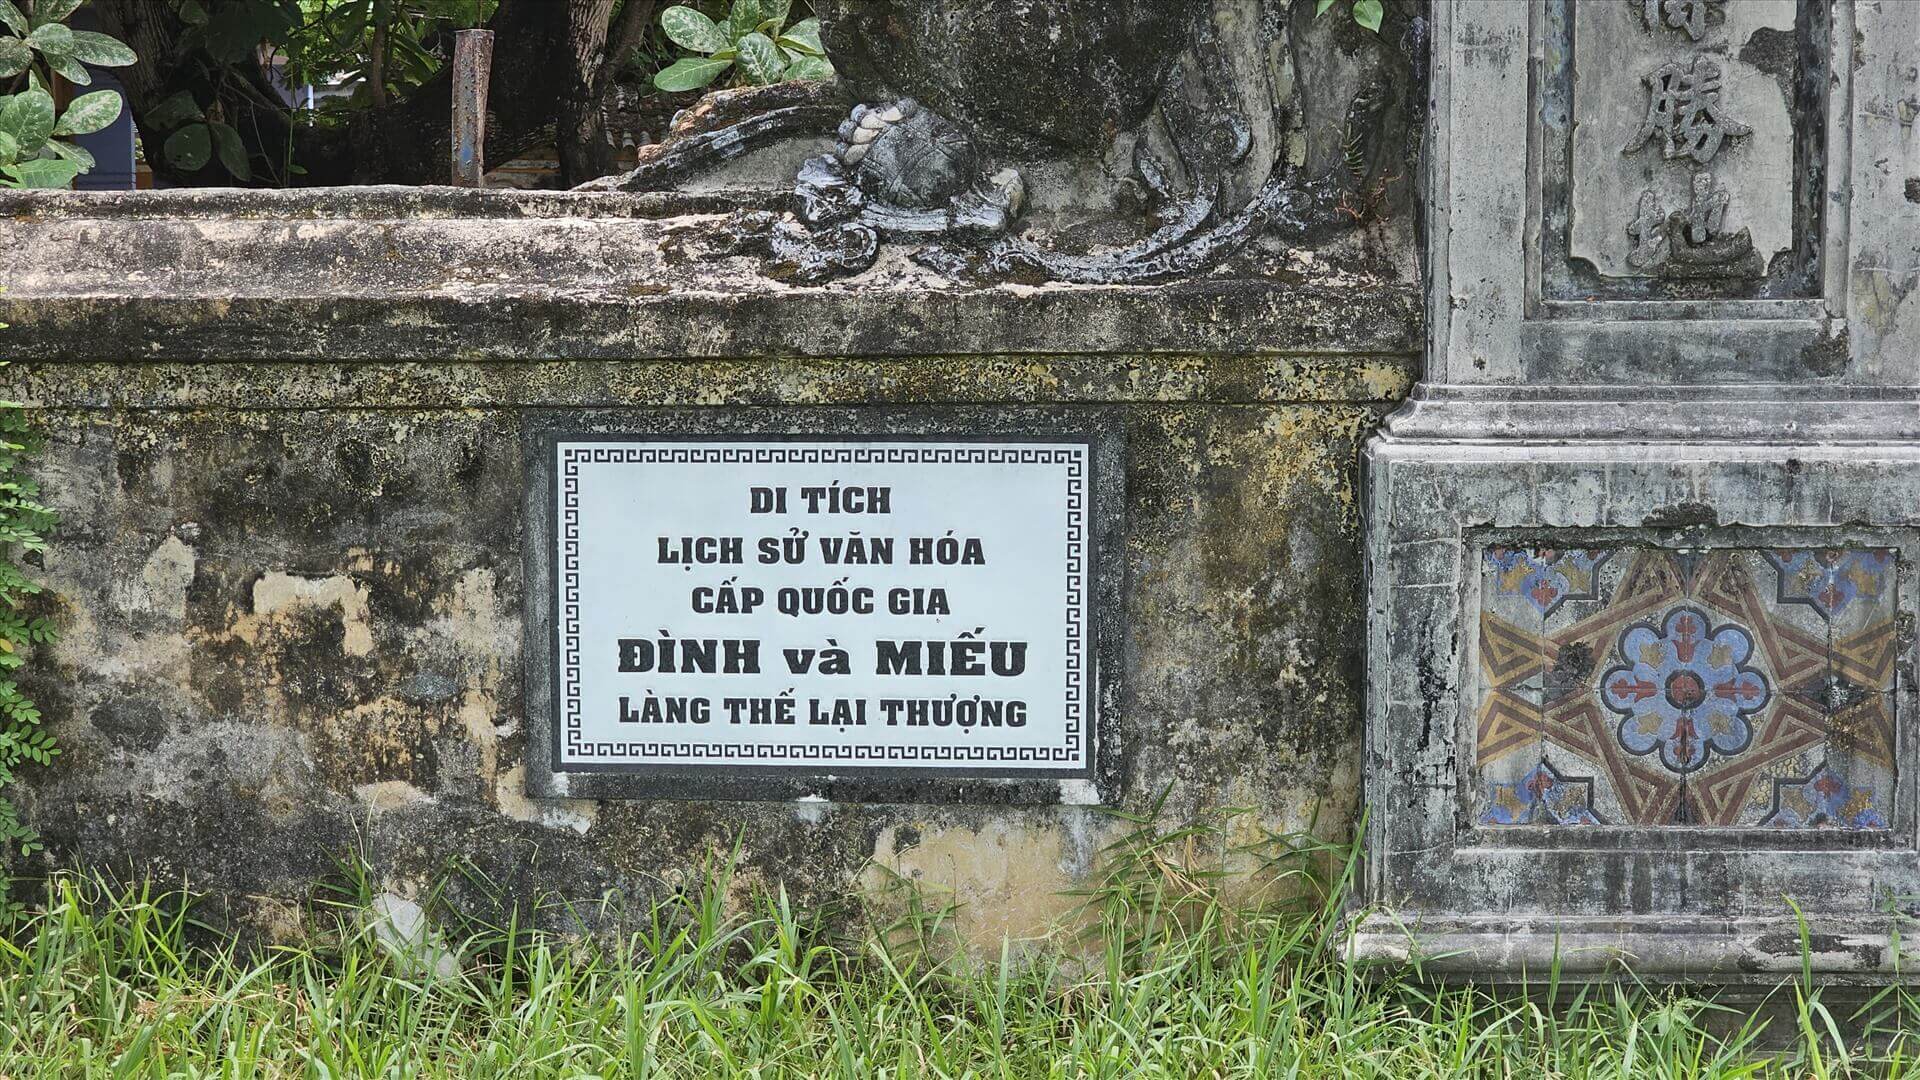 DI TÍCH
LỊCH SỬ VĂN HÓA
CẤP QUỐC GIA
ĐÌNH và MIẾU
LÀNG THẾ LẠI THƯỢNG
勝
地